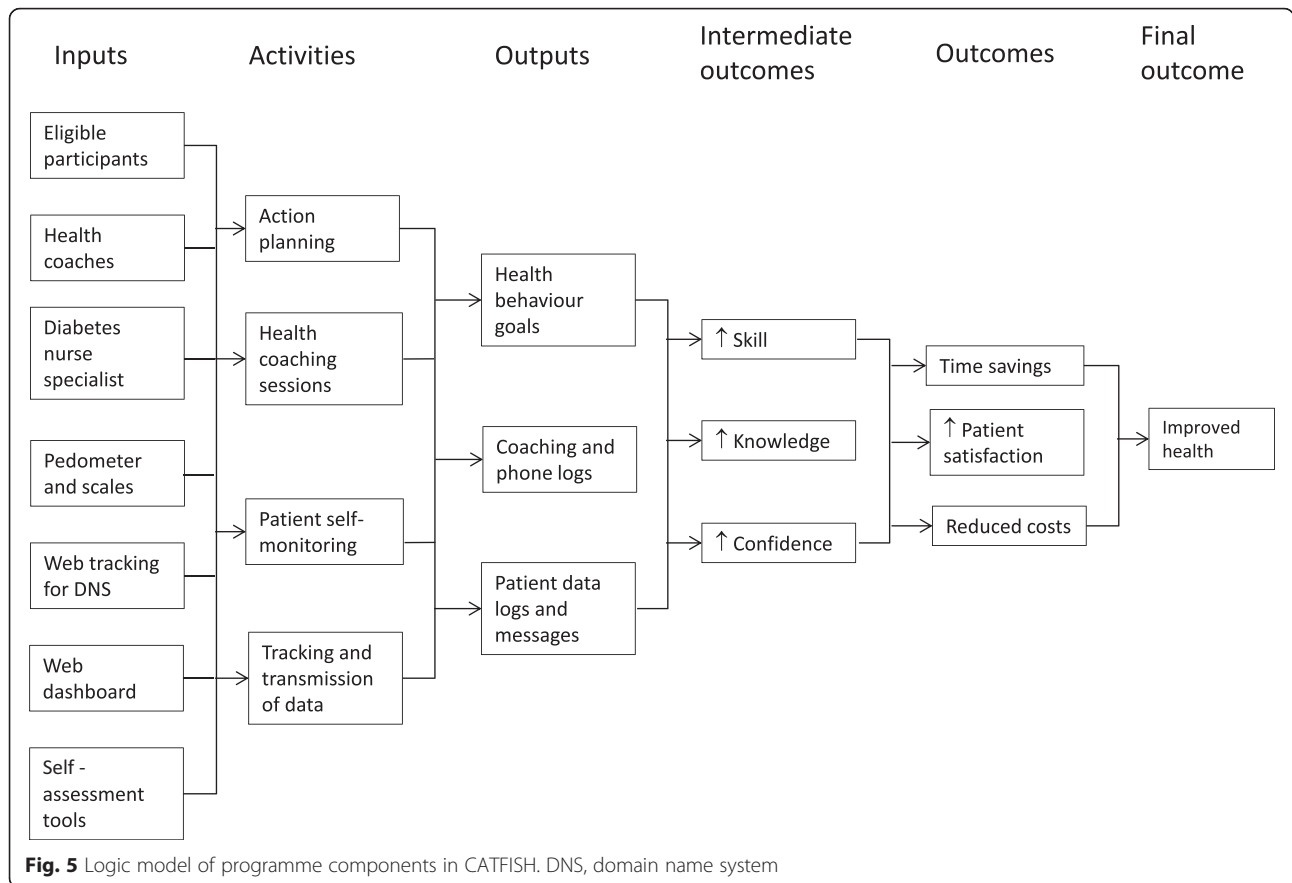 Inputs
Activities
Outputs
Intermediate
outcomes
Outcomes
Final
outcome
Eligible
participants
Health
coaches
Diabetes
nurse
specialist
Pedometer
and scales
Web tracking
for DNS
Web
dashboard
Self -
assessment
tools
Action
planning
Health
coaching
sessions
Patient self-
monitoring
Tracking and
transmission
of data
Health
behaviour
goals
Coaching and
phone logs
Patient data
logs and
messages
↑ Skill
↑ Knowledge
↑ Confidence
Time savings
↑ Patient
satisfaction
Reduced costs
Improved
health
Fig. 5 Logic model of programme components in CATFISH. DNS, domain name system